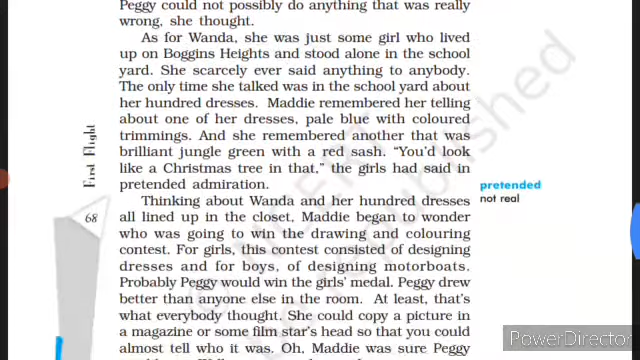 Peggy could not possibly do anything that was really
wrong, she thought.
As for Wanda, she was just some girl who lived
up on Boggins Heights and stood alone in the school
yard. She scarcely ever said anything to anybody.
The only time she talked was in the school yard about
her hundred dresses. Maddie remembered her telling
about one of her dresses, pale blue with coloured
trimmings. And she remembered another that was
brilliant jungle green with a red sash. “You’d look
like a Christmas tree in that,” the girls had said in
pretended admiration.
pretended
not real
Thinking about Wanda and her hundred dresses
all lined up in the closet, Maddie began to wonder
who was going to win the drawing and colouring
contest. For girls, this contest consisted of designing
dresses and for boys, of designing motorboats.
Probably Peggy would win the girls’ medal. Peggy drew
better than anyone else in the room. At least, that’s
what everybody thought. She could copy a picture in
a magazine or some film star’s head so that you could
almost tell who it was. Oh, Maddie was sure Peggy
First Flight
68
© NCERT
not to be republished
PowerDirector